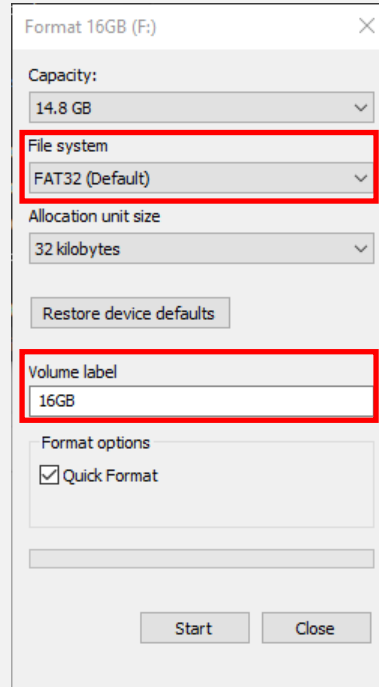 Format 16GB (F:)
Capacity:
14.8 GB
File system
FAT32 (Default)
Allocation unit size
32 kilobytes
Restore device defaults
Volume label
16GB
Format options
Quick Format
Start Close